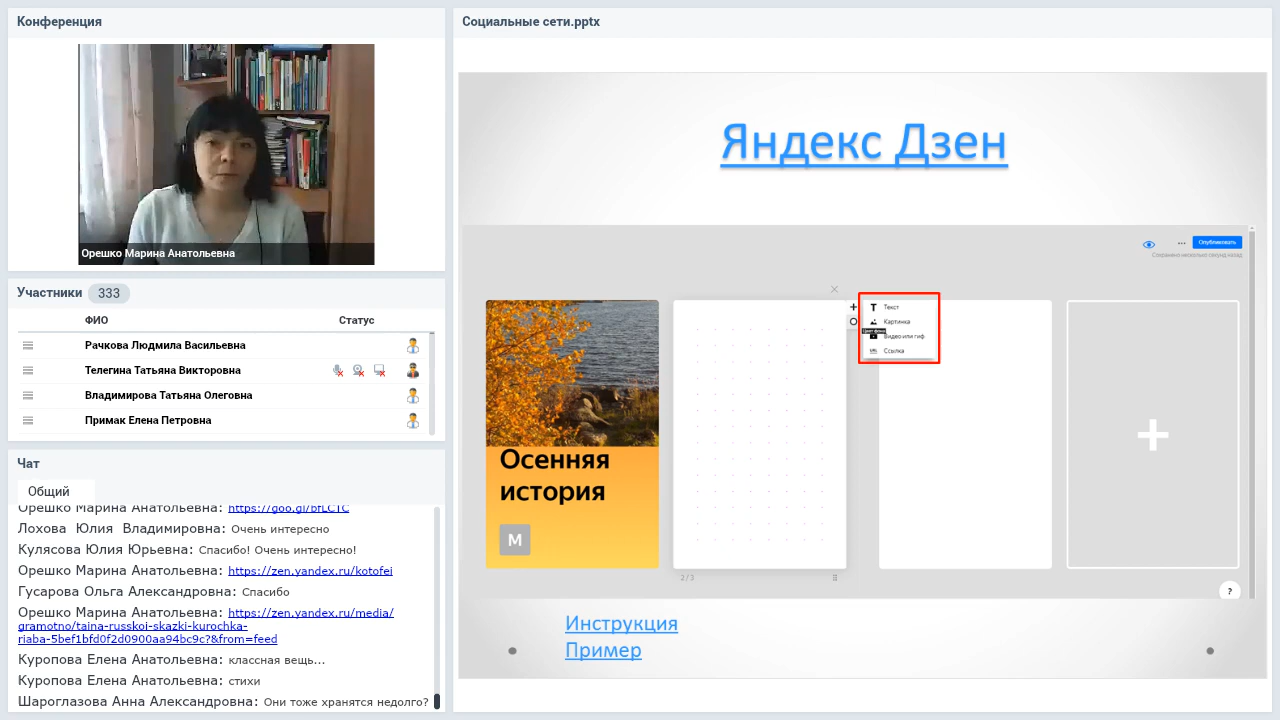 Конференция
Орешко Марина Анатольевна
Участники 333
ФИО Статус
Рачкова Людмила Васильевна
Телегина Татьяна Викторовна
Владимирова Татьяна Олеговна
Примак Елена Петровна
Чат
Общий
Орешко Марина Анатольевна: https://goo.gl/bfLCTC
Лохова Юлия Владимировна: Очень интересно
Кулясова Юлия Юрьевна: Спасибо! Очень интересно!
Орешко Марина Анатольевна: https://zen.yandex.ru/kotofei
Гусарова Ольга Александровна: Спасибо
Орешко Марина Анатольевна: https://zen.yandex.ru/media/
gramotno/taina-russkoi-skazki-kurochka-
riaba-5bef1bfd0f2d0900aa94bc9c?&from=feed
Куропова Елена Анатольевна: классная вещь...
Куропова Елена Анатольевна: стихи
Шароглазова Анна Александровна: Они тоже хранятся недолго?
Социальные сети.pptx
Яндекс Дзен
Опубликовать
Сохранено несколько секунд назад
Осенняя
история
М
2 / 3
Текст
Картинка
Видео или гиф
Ссылка
?
Инструкция
Пример